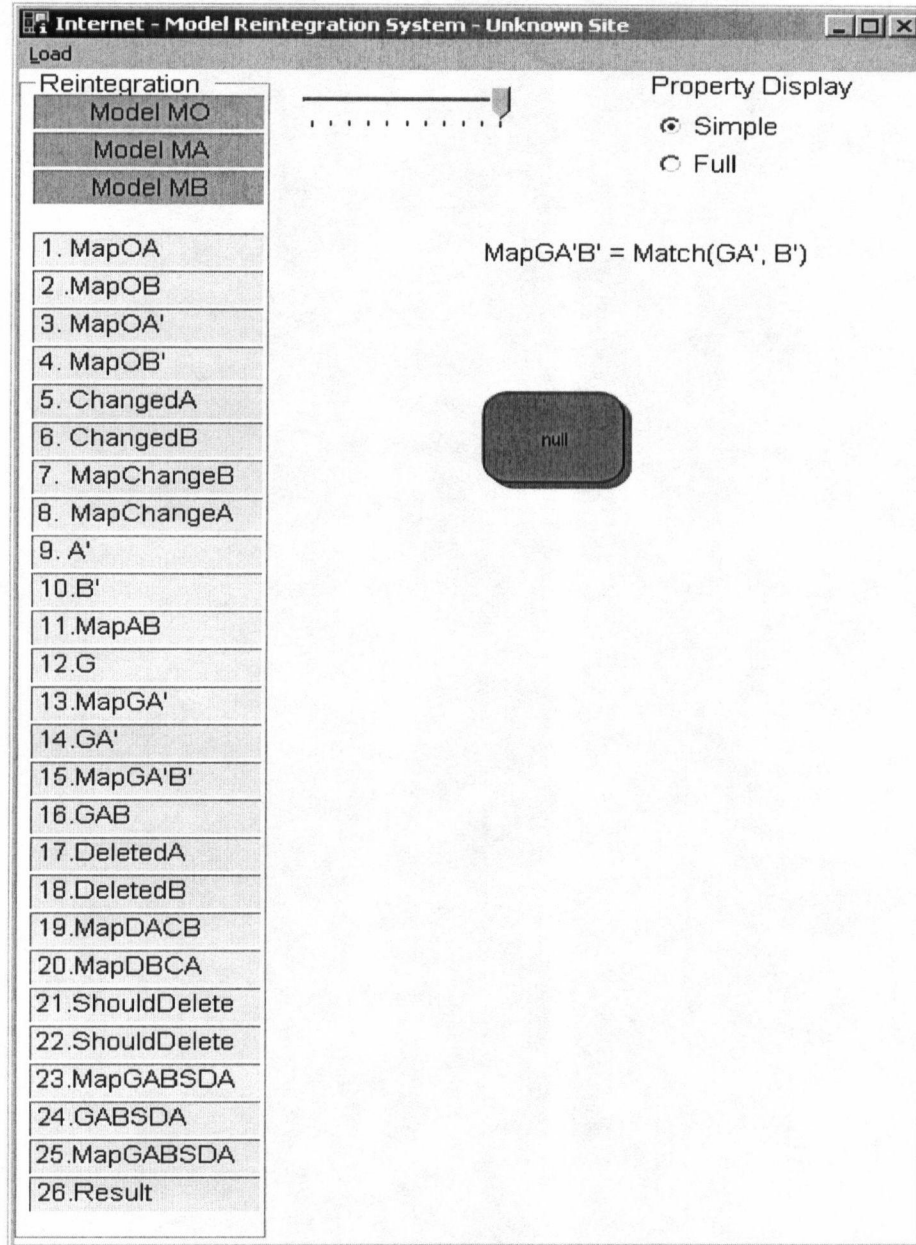 Internet - Model Reintegration System - Unknown Site
Load
Reintegration
Model MO
Model MA
Model MB
1. MapOA
2 .MapOB
3. MapOA'
4. MapOB'
5. ChangedA
6. ChangedB
7. MapChangeB
8. MapChangeA
9. A'
10.B'
11.MapAB
12.G
13.MapGA'
14.GA'
15.MapGA'B'
16.GAB
17.DeletedA
18.DeletedB
19.MapDACB
20.MapDBCA
21.ShouldDelete
22.ShouldDelete
23.MapGABSDA
24.GABSDA
25.MapGABSDA
26.Result
Property Display
Simple
Full
MapGA'B' = Match(GA', B')
null